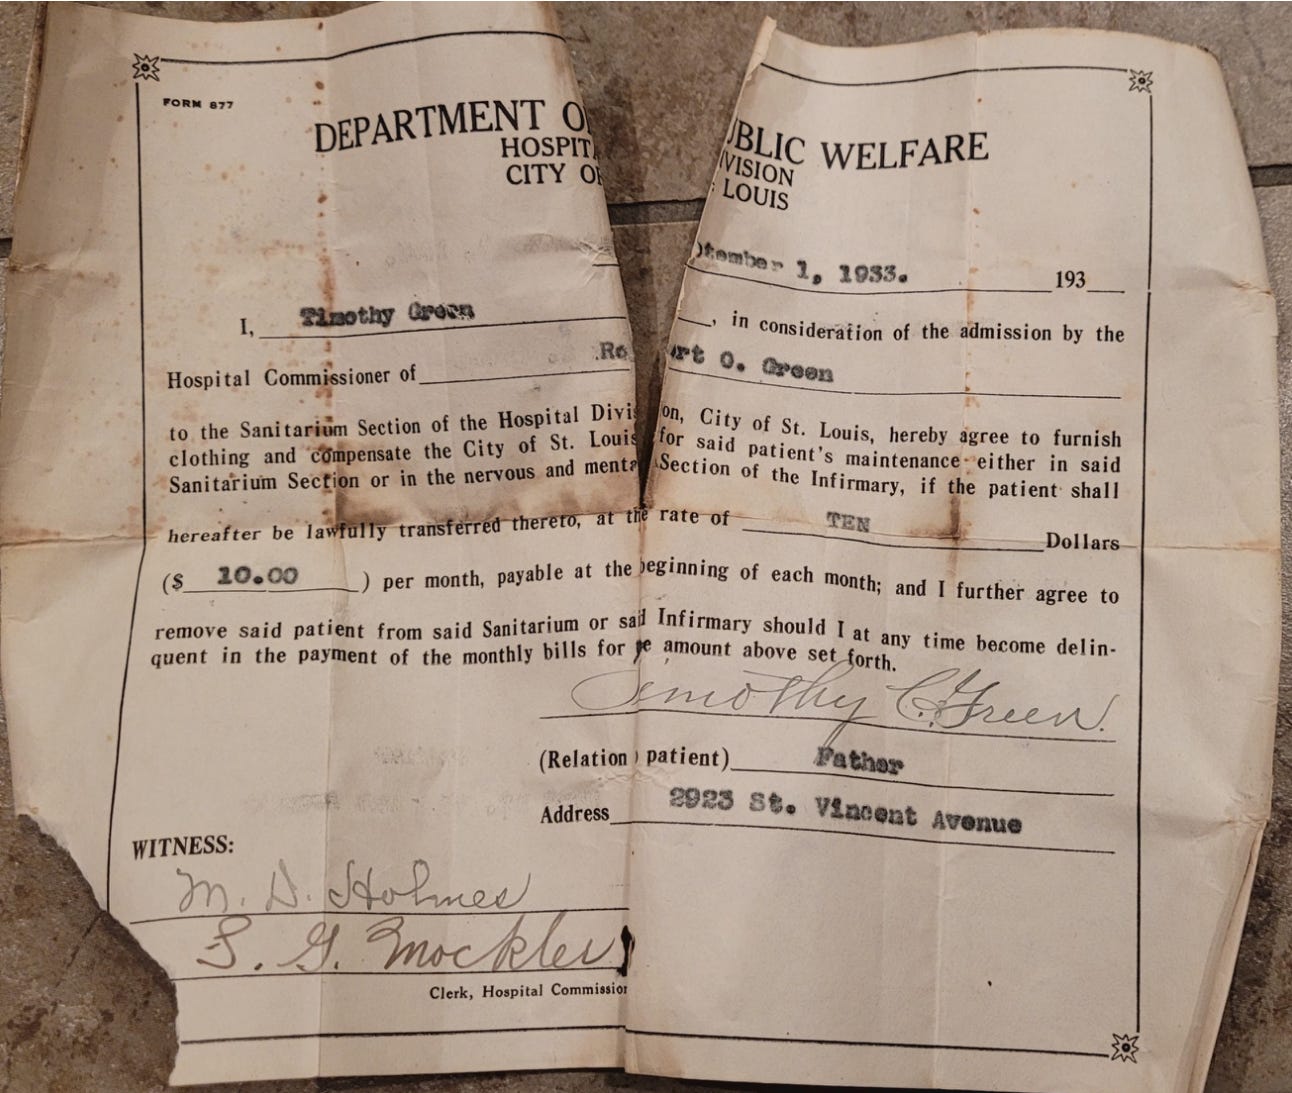 FORM 877
DEPARTMENT O UBLIC WELFARE
HOSPIT VISION
CITY OF LOUIS
tember 1, 1933. 193
I, Timothy Green , in consideration of the admission by the
Hospital Commissioner of Ro ert O. Green
to the Sanitarium Section of the Hospital Divi on, City of St. Louis, hereby agree to furnish
clothing and compensate the City of St. Louis for said patient's maintenance either in said
Sanitarium Section or in the nervous and menta Section of the Infirmary, if the patient shall
hereafter be lawfully transferred thereto, at the rate of TEN Dollars
($ 10.00 ) per month, payable at the beginning of each month; and I further agree to
remove said patient from said Sanitarium or said Infirmary should I at any time become delin-
quent in the payment of the monthly bills for e amount above set forth.
Timothy C. Green.
(Relation patient) Father
Address 2923 St. Vincent Avenue
WITNESS:
M. D. Holmes
S. G. Mockler
Clerk, Hospital Commission